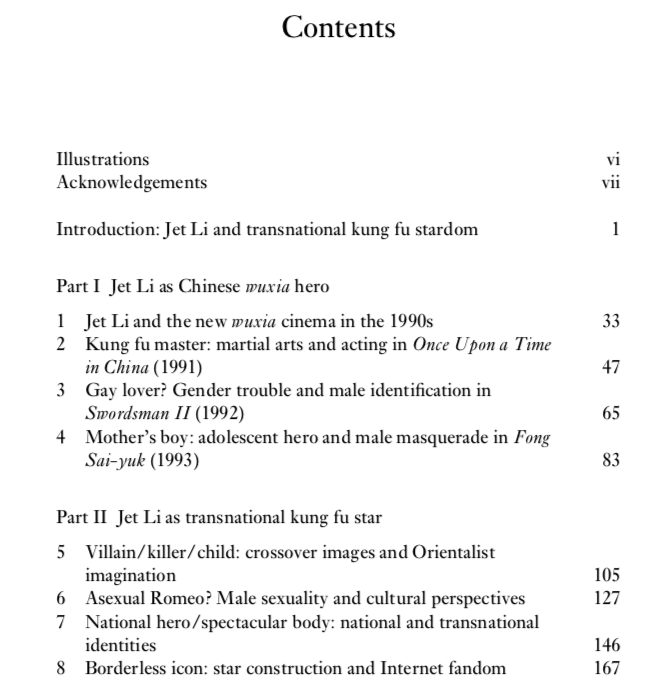 Contents
Illustrations vi
Acknowledgements vii
Introduction: Jet Li and transnational kung fu stardom 1
Part I Jet Li as Chinese wuxia hero
1 Jet Li and the new wuxia cinema in the 1990s 33
2 Kung fu master: martial arts and acting in Once Upon a Time
in China (1991) 47
3 Gay lover? Gender trouble and male identification in
Swordsman II (1992) 65
4 Mother's boy: adolescent hero and male masquerade in Fong
Sai-yuk (1993) 83
Part II Jet Li as transnational kung fu star
5 Villain/killer/child: crossover images and Orientalist
imagination 105
6 Asexual Romeo? Male sexuality and cultural perspectives 127
7 National hero/spectacular body: national and transnational
identities 146
8 Borderless icon: star construction and Internet fandom 167